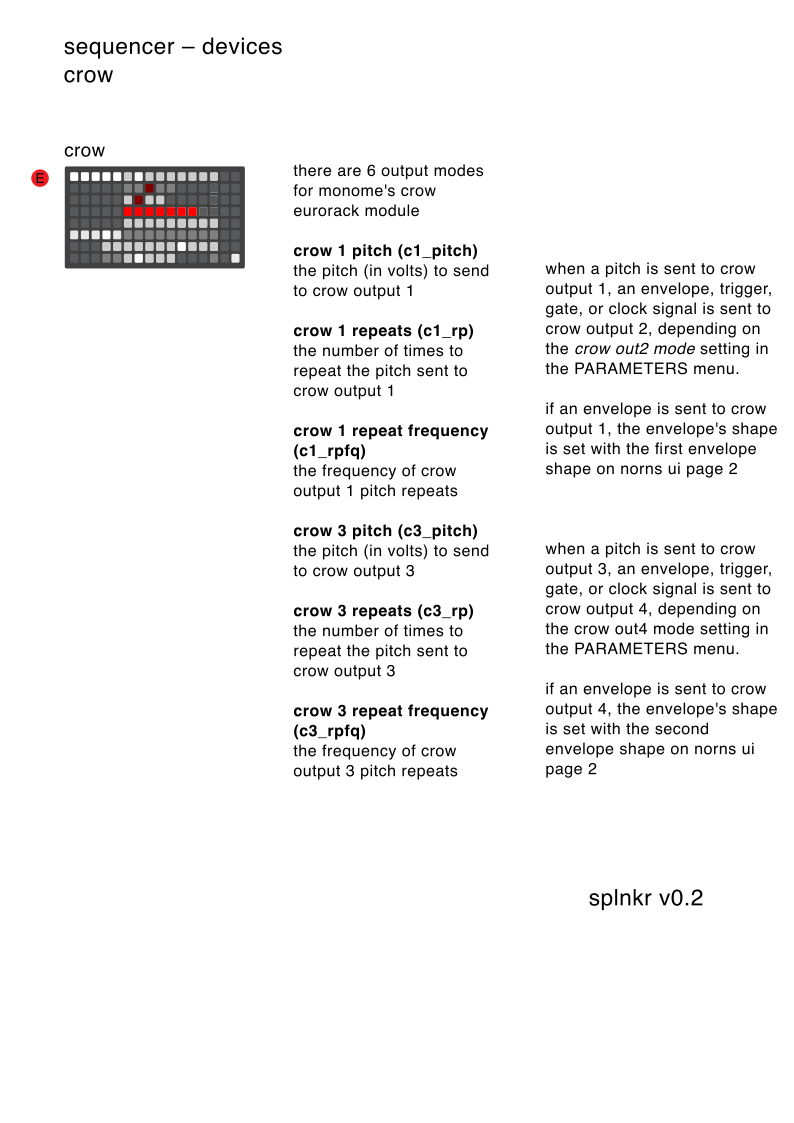 sequencer – devices
crow
crow
E
there are 6 output modes
for monome's crow
eurorack module
crow 1 pitch (c1_pitch)
the pitch (in volts) to send
to crow output 1
crow 1 repeats (c1_rp)
the number of times to
repeat the pitch sent to
crow output 1
crow 1 repeat frequency
(c1_rpfq)
the frequency of crow
output 1 pitch repeats
crow 3 pitch (c3_pitch)
the pitch (in volts) to send
to crow output 3
crow 3 repeats (c3_rp)
the number of times to
repeat the pitch sent to
crow output 3
crow 3 repeat frequency
(c3_rpfq)
the frequency of crow
output 3 pitch repeats
when a pitch is sent to crow
output 1, an envelope, trigger,
gate, or clock signal is sent to
crow output 2, depending on
the crow out2 mode setting in
the PARAMETERS menu.
if an envelope is sent to crow
output 1, the envelope's shape
is set with the first envelope
shape on norns ui page 2
when a pitch is sent to crow
output 3, an envelope, trigger,
gate, or clock signal is sent to
crow output 4, depending on
the crow out4 mode setting in
the PARAMETERS menu.
if an envelope is sent to crow
output 4, the envelope's shape
is set with the second
envelope shape on norns ui
page 2
splnkr v0.2